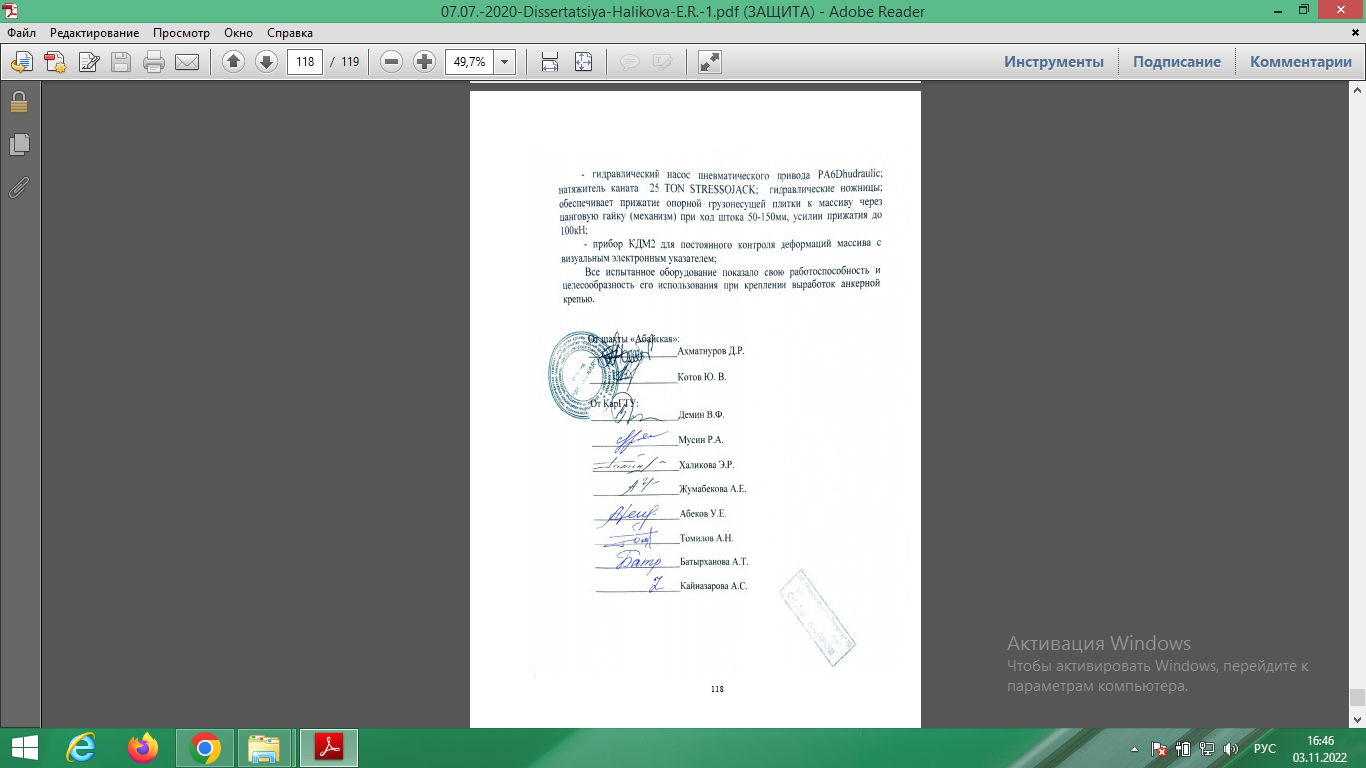 07.07.-2020-Dissertatsiya-Halikova-E.R.-1.pdf (ЗАЩИТА) - Adobe Reader
Файл Редактирование Просмотр Окно Справка
118 / 119 49,7% Инструменты Подписание Комментарии
- гидравлический насос пневматического привода PA6Dhudraulic;
натяжитель каната 25 TON STRESSOJACK; гидравлические ножницы;
обеспечивает прижатие опорной грузонесущей плитки к массиву через
цанговую гайку (механизм) при ход штока 50-150мм, усилии прижатия до
100кН;
- прибор КДМ2 для постоянного контроля деформаций массива с
визуальным электронным указателем;
Все испытанное оборудование показало свою работоспособность и
целесообразность его использования при креплении выработок анкерной
крепью.
От шахты «Абайская»:
Ахматнуров Д.Р.
Котов Ю. В.
От КарГТУ:
Демин В.Ф.
Мусин Р.А.
Халикова Э.Р.
Жумабекова А.Е.
Абеков У.Е.
Томилов А.Н.
Батр Батырханова А.Т.
Кайназарова А.С.
118
Активация Windows
Чтобы активировать Windows, перейдите к
параметрам компьютера.
РУС
16:46
03.11.2022